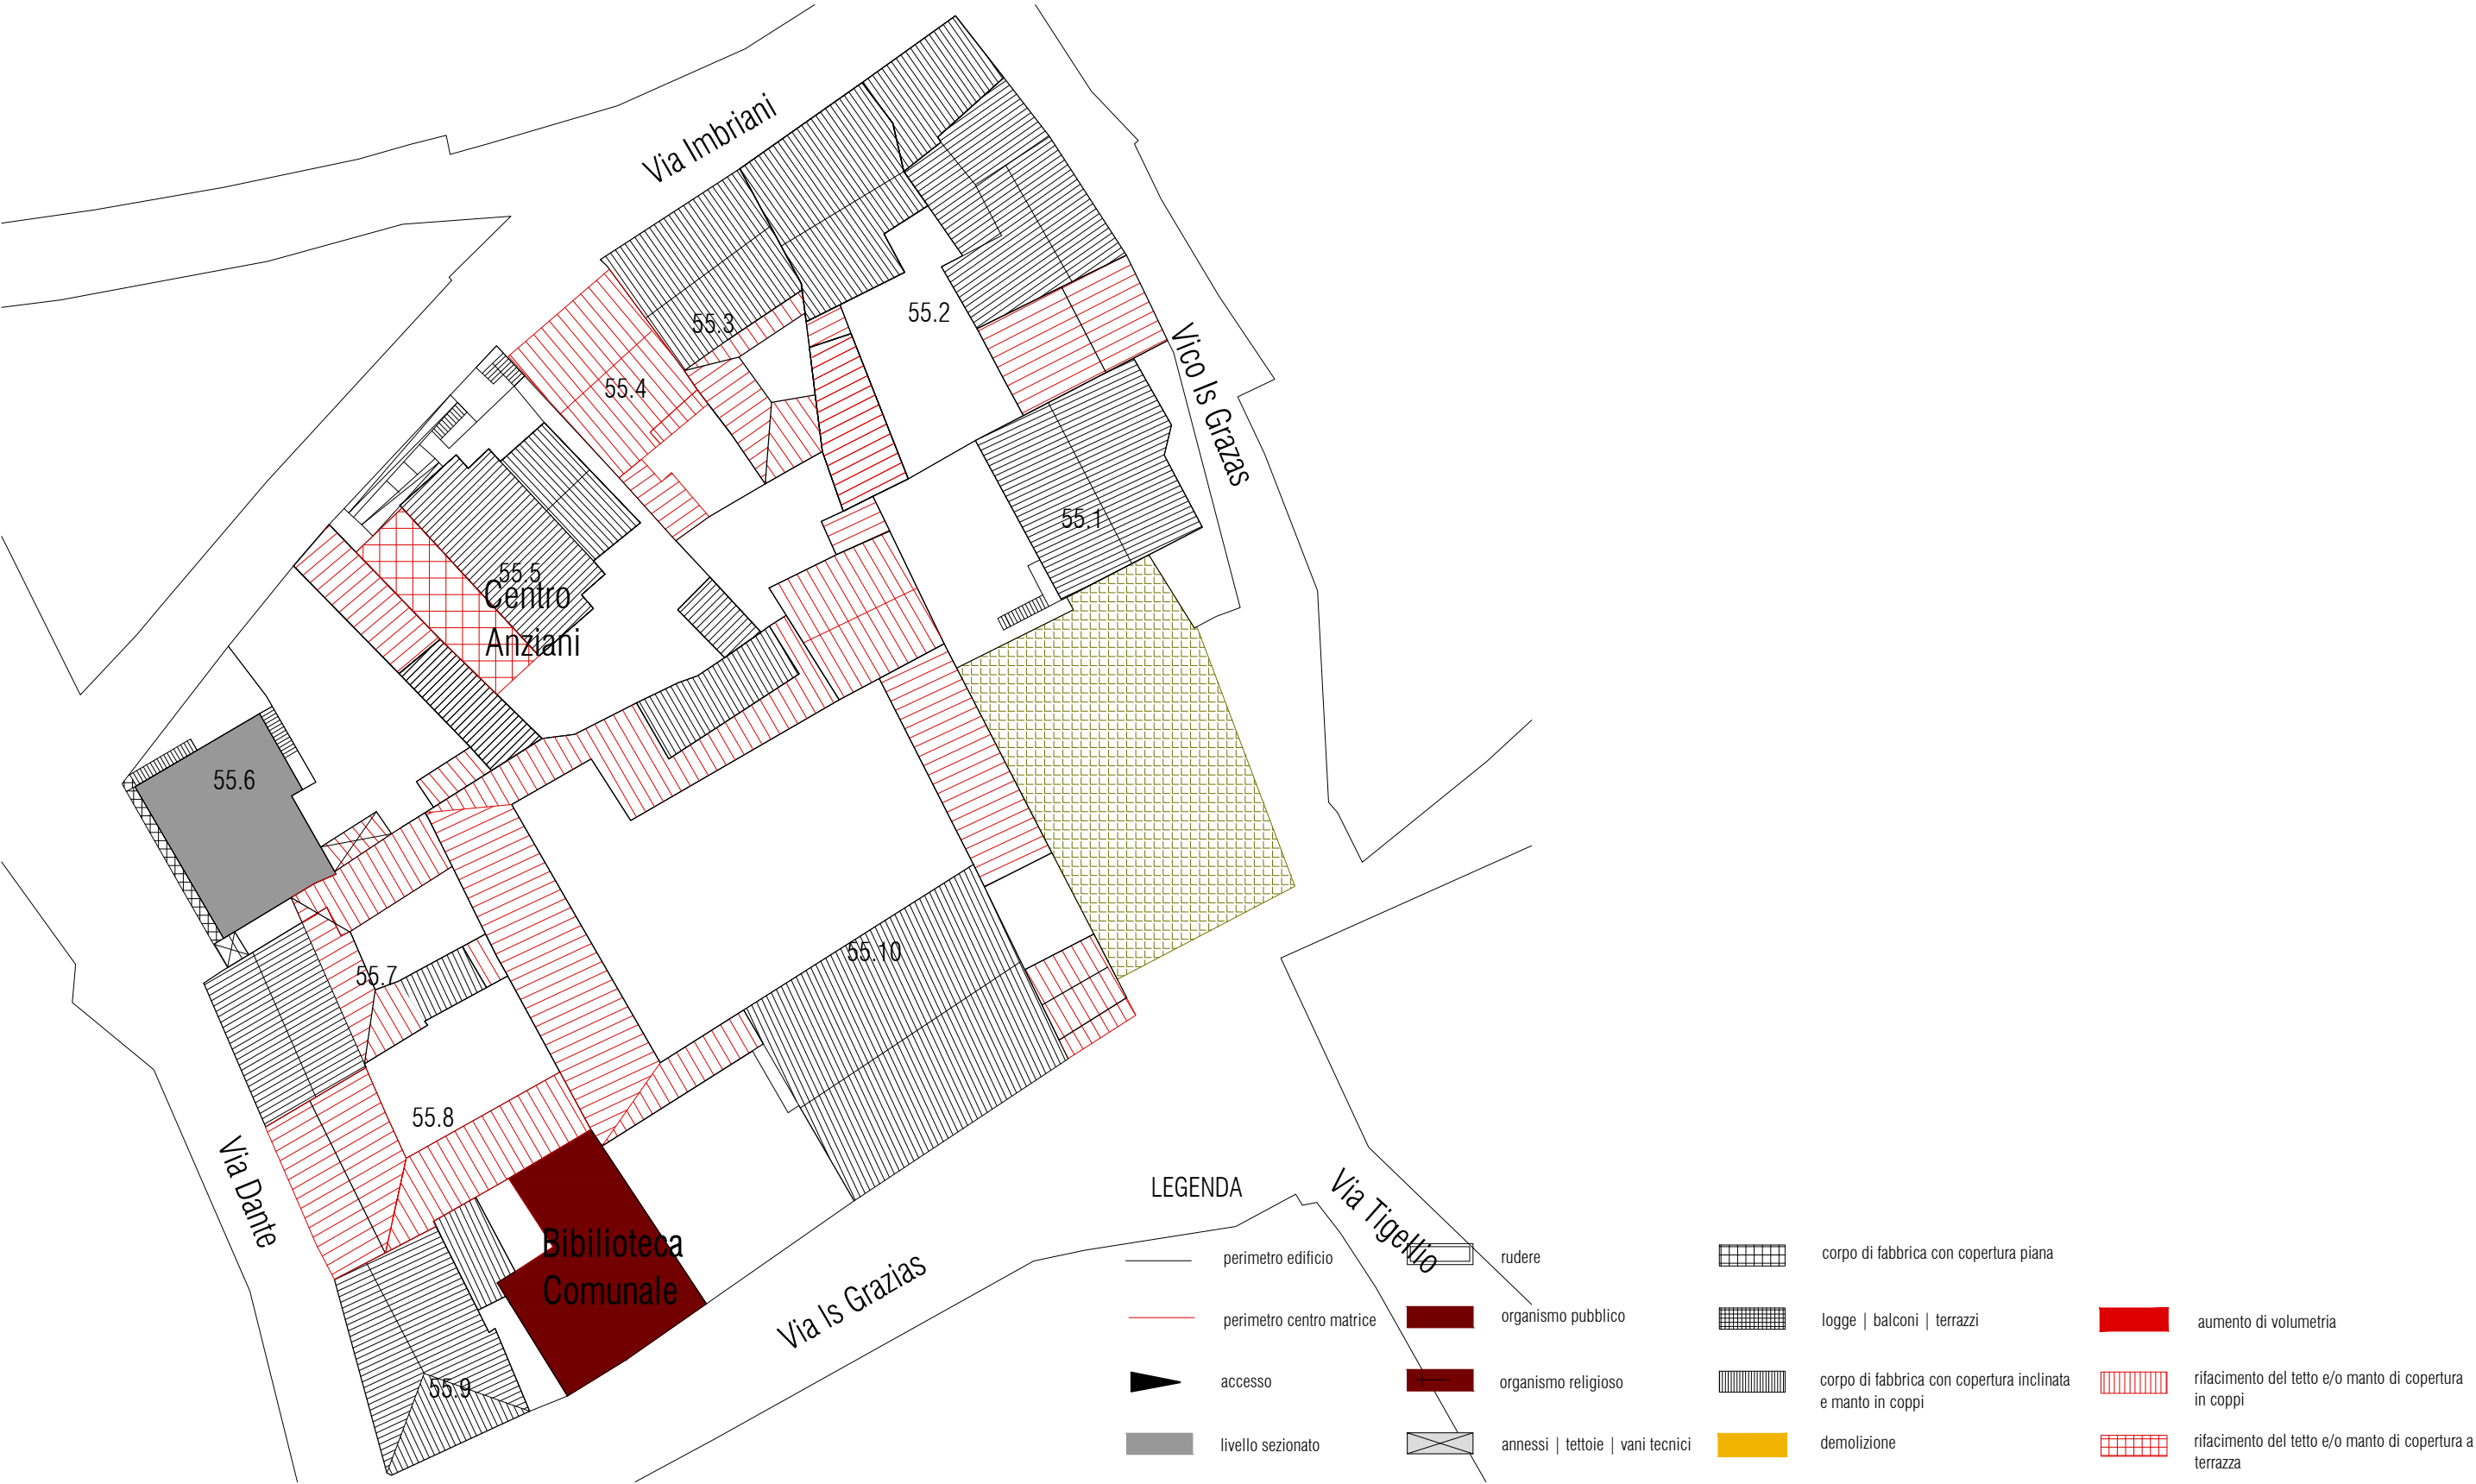 Via Imbriani
55.3
55.2
55.4
Vico Is Grazas
55.1
55.5
Centro
Anziani
55.6
55.7
55.10
55.8
Via Dante
Bibilioteca
Comunale
55.9
Via Is Grazias
Via Tigellio
LEGENDA
perimetro edificio
perimetro centro matrice
accesso
livello sezionato
rudere
organismo pubblico
organismo religioso
annessi | tettoie | vani tecnici
corpo di fabbrica con copertura piana
logge | balconi | terrazzi
corpo di fabbrica con copertura inclinata
e manto in coppi
demolizione
aumento di volumetria
rifacimento del tetto e/o manto di copertura
in coppi
rifacimento del tetto e/o manto di copertura a
terrazza